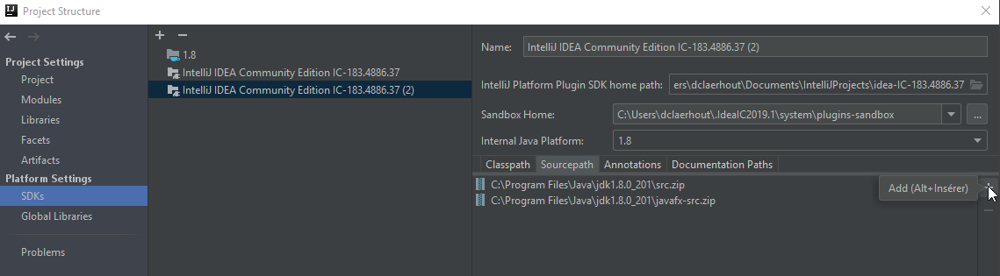 Project Structure
Project Settings
Project
Modules
Libraries
Facets
Artifacts
Platform Settings
SDKs
Global Libraries
Problems
1.8
IntelliJ IDEA Community Edition IC-183.4886.37
IntelliJ IDEA Community Edition IC-183.4886.37 (2)
Name: IntelliJ IDEA Community Edition IC-183.4886.37 (2)
IntelliJ Platform Plugin SDK home path: ers\dclaerhout\Documents\IntelliJProjects\idea-IC-183.4886.37
Sandbox Home: C:\Users\dclaerhout\.IdeaIC2019.1\system\plugins-sandbox ...
Internal Java Platform: 1.8
Classpath Sourcepath Annotations Documentation Paths
C:\Program Files\Java\jdk1.8.0_201\src.zip
C:\Program Files\Java\jdk1.8.0_201\javafx-src.zip
Add (Alt+Insérer)